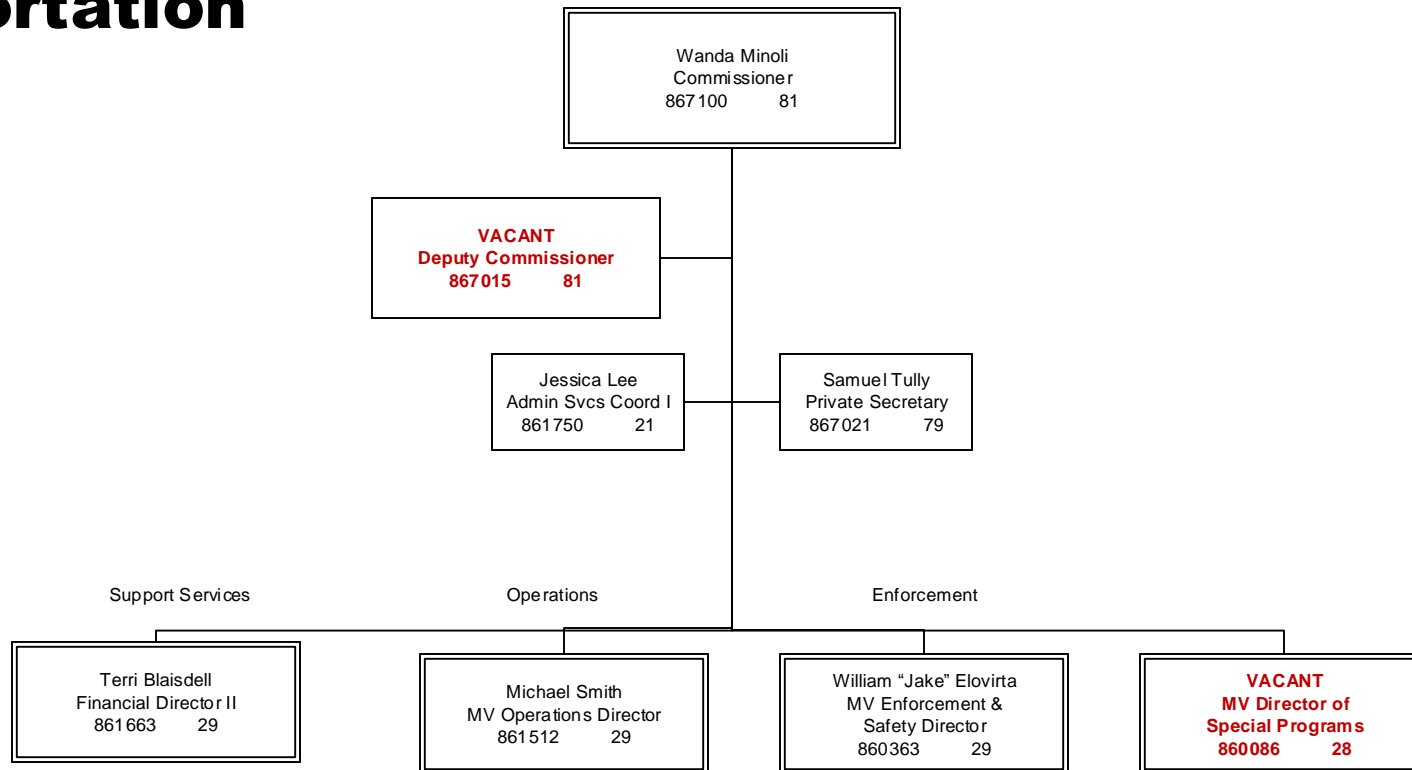 ortation
Wanda Minoli
Commissioner
867100 81
VACANT
Deputy Commissioner
867015 81
Jessica Lee
Admin Svcs Coord I
861750 21
Samuel Tully
Private Secretary
867021 79
Support Services
Operations
Enforcement
Terri Blaisdell
Financial Director II
861663 29
Michael Smith
MV Operations Director
861512 29
William “Jake” Elovirta
MV Enforcement &
Safety Director
860363 29
VACANT
MV Director of
Special Programs
860086 28